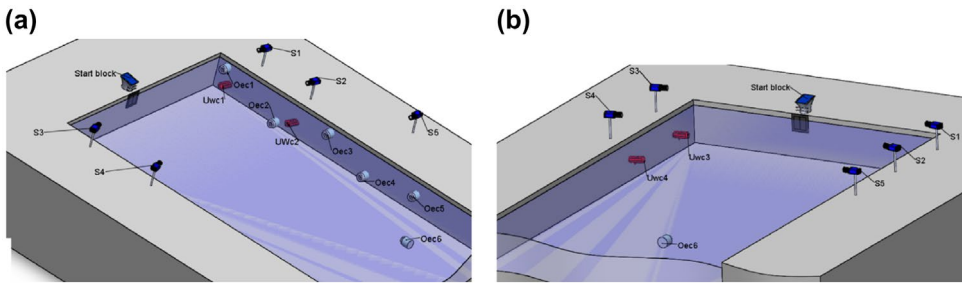 (a)
S1
Start block
S2
Oec1
Uwc1
Oec2
S5
S3
UWc2
Oec3
S4
Oec4
Oec5
Oec6
(b)
S3
Start block
S4
S1
Uwc3
S2
Uwc4
S5
Oec6